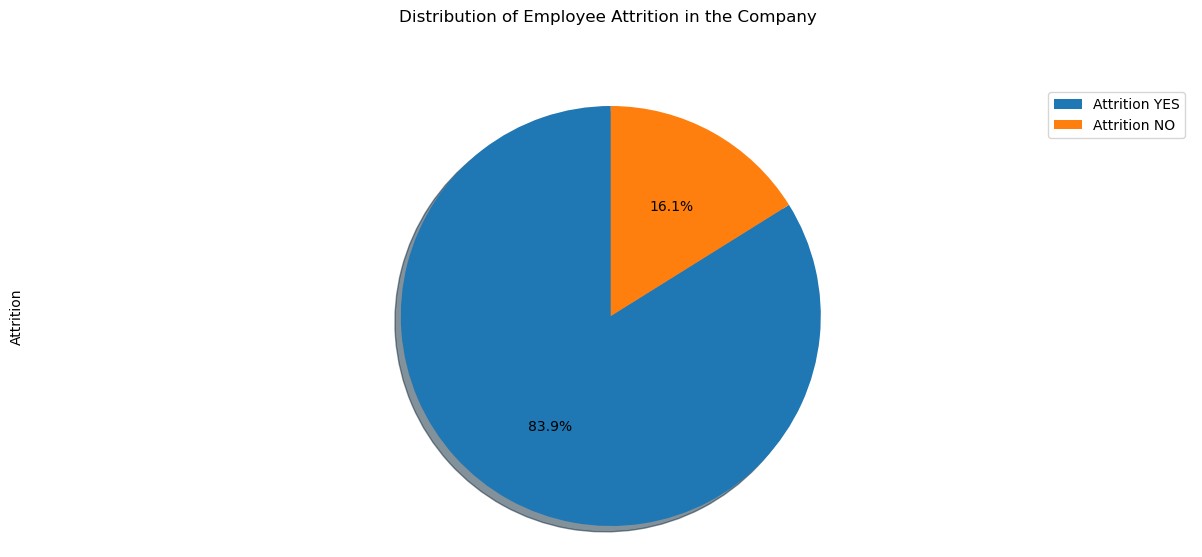 Distribution of Employee Attrition in the Company
Attrition YES
Attrition NO
16.1%
Attrition
83.9%